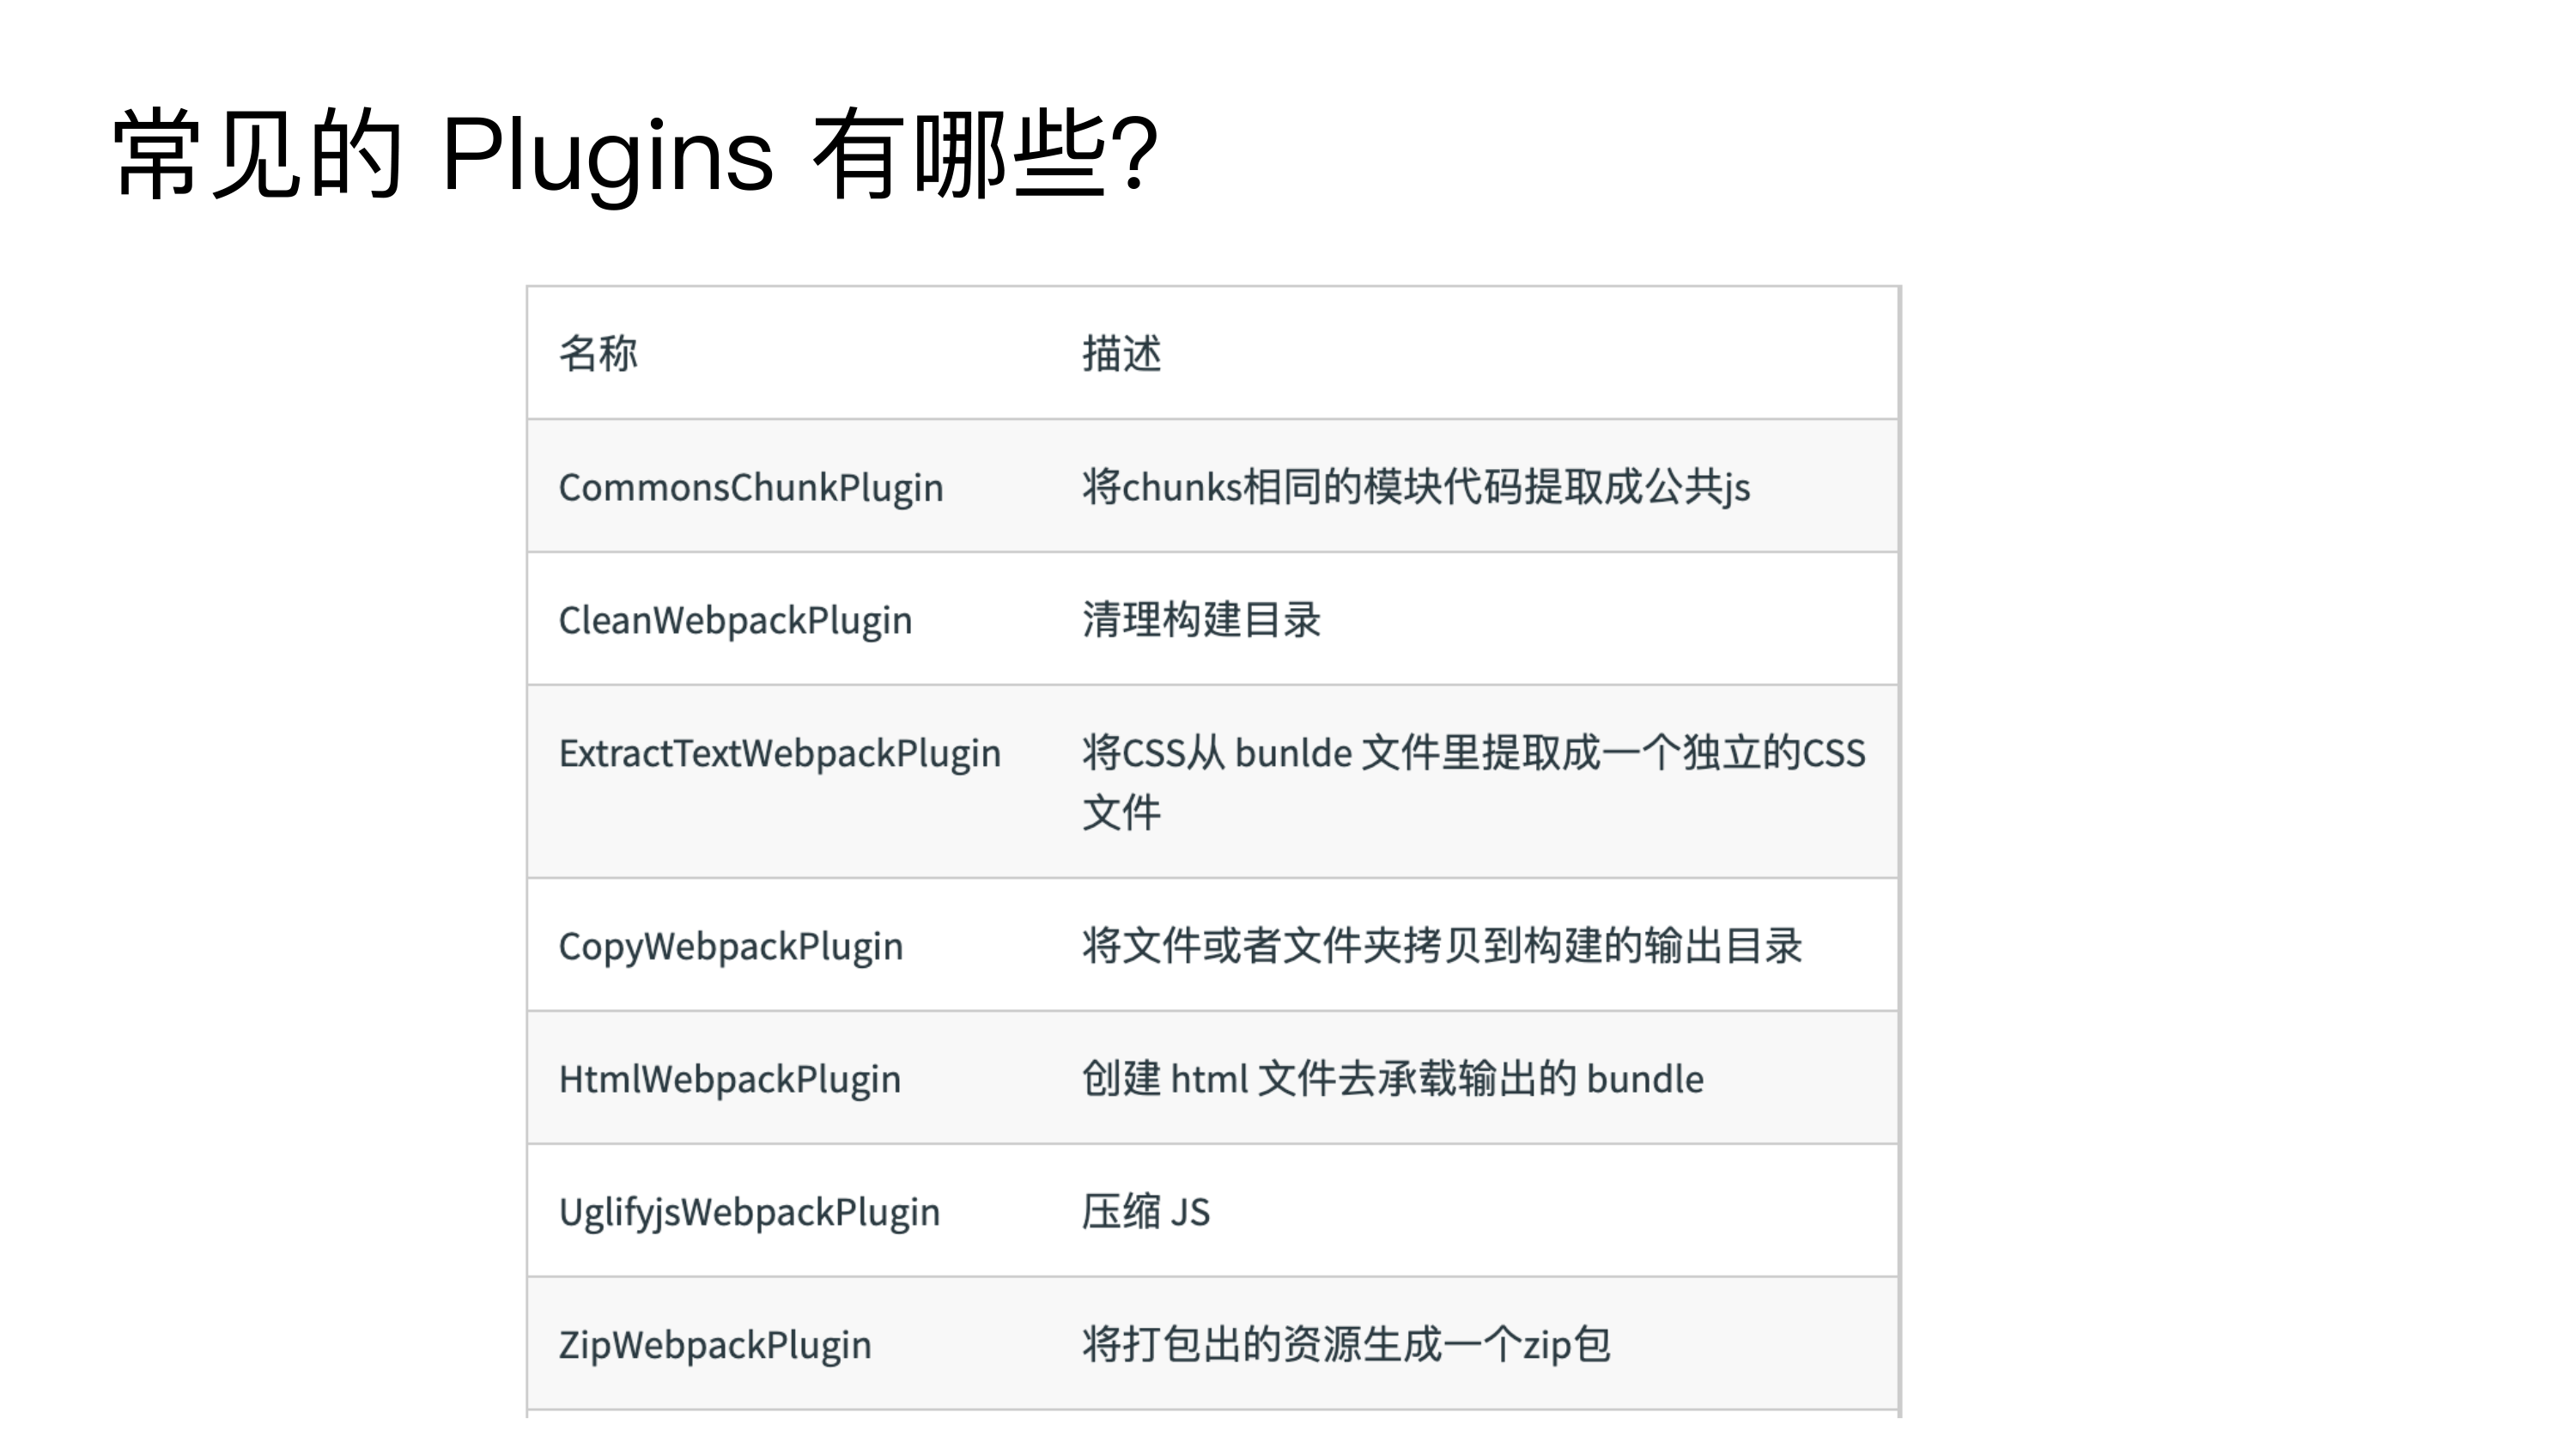 常见的 Plugins 有哪些?
名称 描述
CommonsChunkPlugin 将chunks相同的模块代码提取成公共js
CleanWebpackPlugin 清理构建目录
ExtractTextWebpackPlugin 将CSS从 bunlde 文件里提取成一个独立的CSS
文件
CopyWebpackPlugin 将文件或者文件夹拷贝到构建的输出目录
HtmlWebpackPlugin 创建 html 文件去承载输出的 bundle
UglifyjsWebpackPlugin 压缩 JS
ZipWebpackPlugin 将打包出的资源生成一个zip包